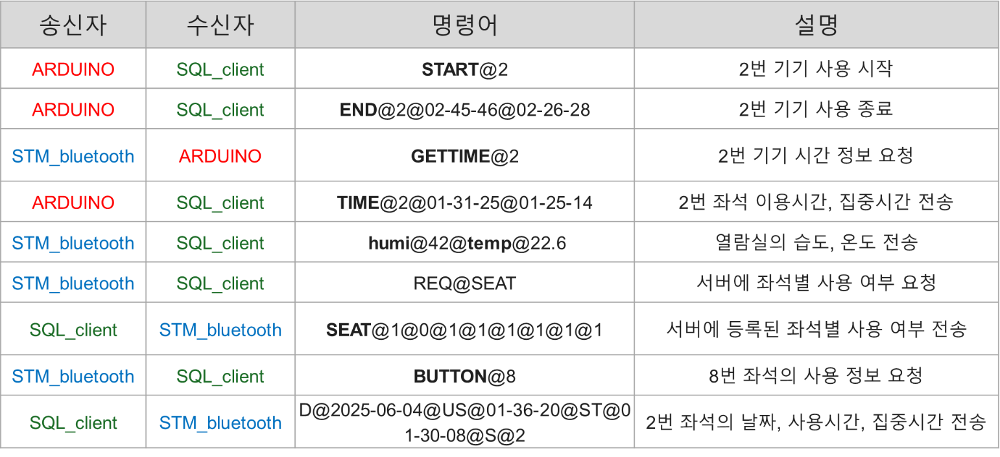 송신자 수신자 명령어 설명
ARDUINO SQL_client START@2 2번 기기 사용 시작
ARDUINO SQL_client END@2@02-45-46@02-26-28 2번 기기 사용 종료
STM_bluetooth ARDUINO GETTIME@2 2번 기기 시간 정보 요청
ARDUINO SQL_client TIME@2@01-31-25@01-25-14 2번 좌석 이용시간, 집중시간 전송
STM_bluetooth SQL_client humi@42@temp@22.6 열람실의 습도, 온도 전송
STM_bluetooth SQL_client REQ@SEAT 서버에 좌석별 사용 여부 요청
SQL_client STM_bluetooth SEAT@1@0@1@1@1@1@1@1 서버에 등록된 좌석별 사용 여부 전송
STM_bluetooth SQL_client BUTTON@8 8번 좌석의 사용 정보 요청
SQL_client STM_bluetooth D@2025-06-04@US@01-36-20@ST@0
1-30-08@S@2 2번 좌석의 날짜, 사용시간, 집중시간 전송